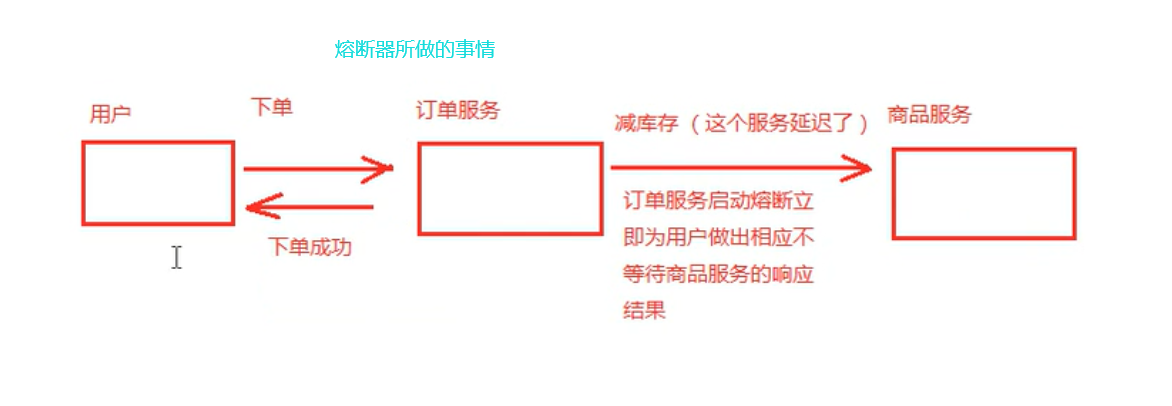 熔断器所做的事情
用户
下单
订单服务
减库存（这个服务延迟了）
商品服务
下单成功
订单服务启动熔断立
即为用户做出相应不
等待商品服务的响应
结果